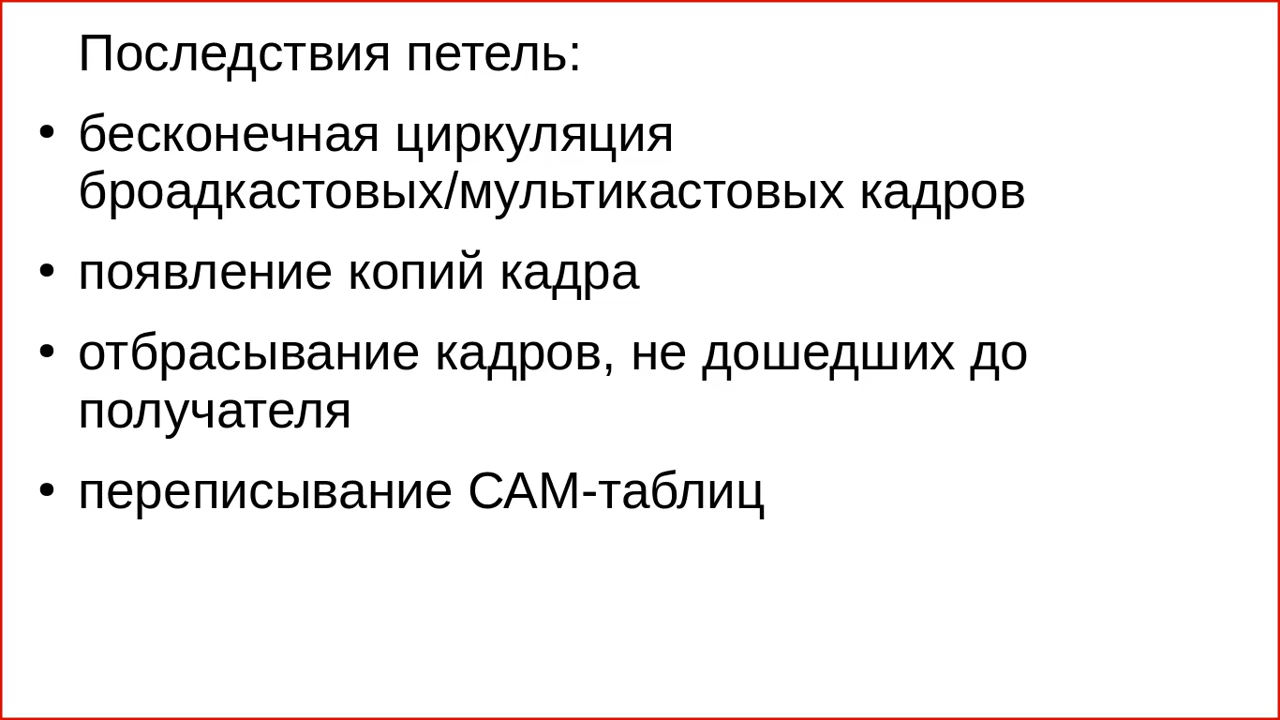 Последствия петель:
• бесконечная циркуляция
броадкастовых/мультикастовых кадров
• появление копий кадра
• отбрасывание кадров, не дошедших до
получателя
• переписывание CAM-таблиц